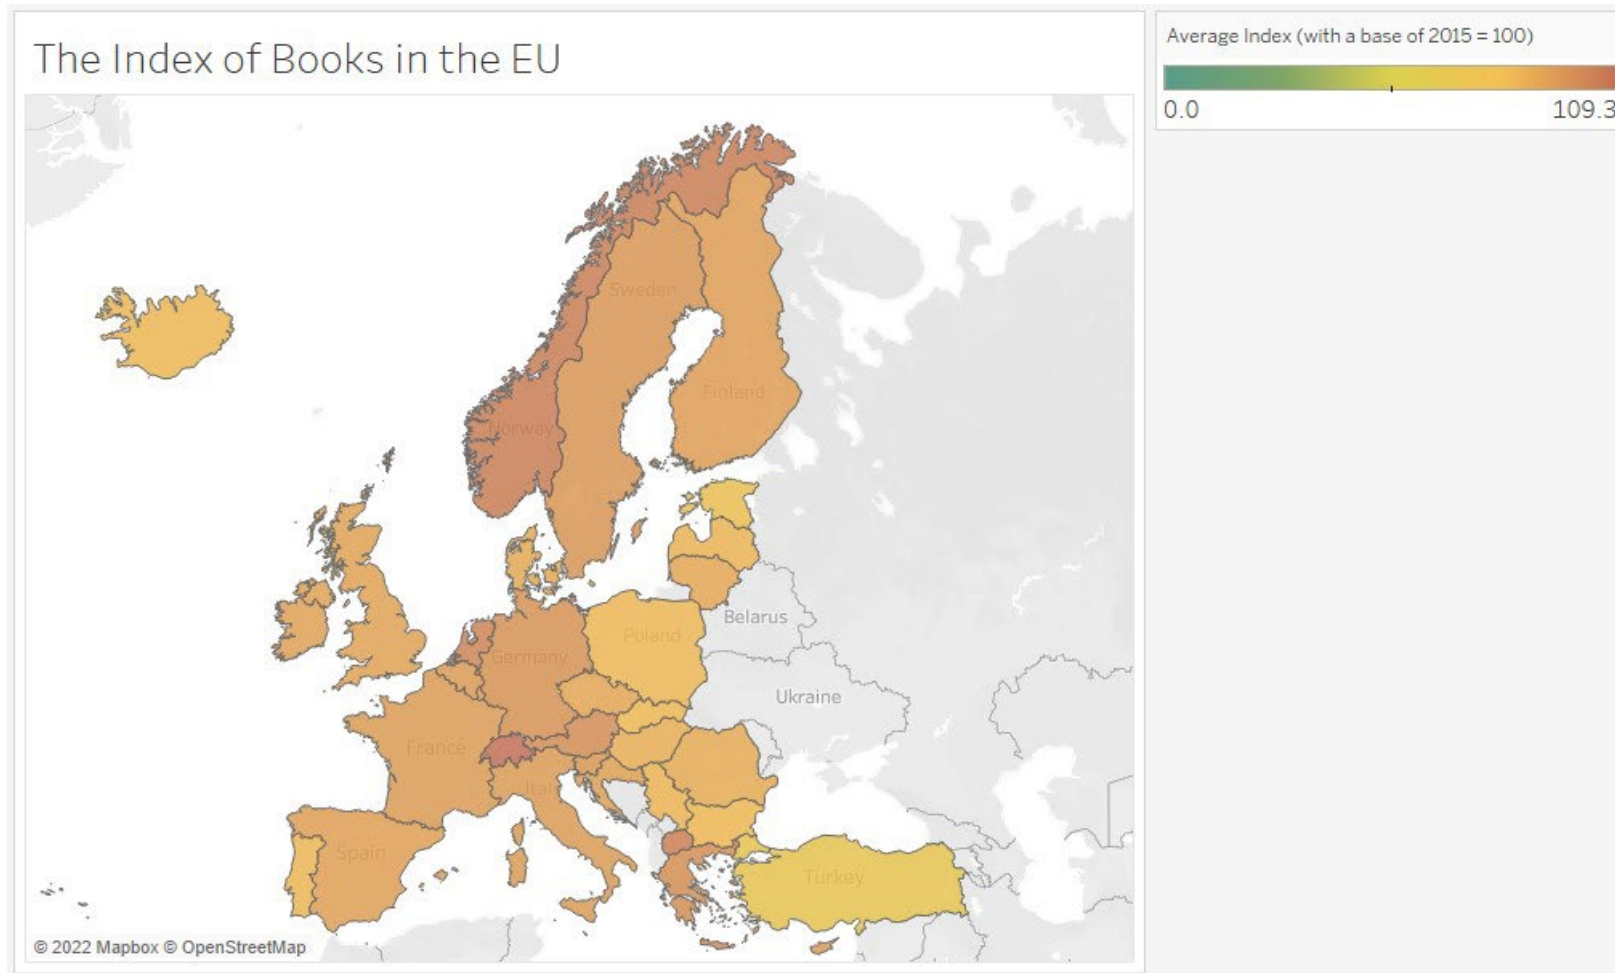 The Index of Books in the EU
Average Index (with a base of 2015 = 100)
0.0
109.3
Sweden
Finland
Norway
Belarus
Poland
Germany
Ukraine
France
Spain
Turkey
© 2022 Mapbox © OpenStreetMap